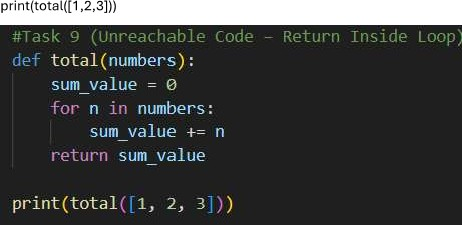 print(total([1,2,3]))
#Task 9 (Unreachable Code – Return Inside Loop)
def total(numbers):
    sum_value = 0
    for n in numbers:
        sum_value += n
    return sum_value

print(total([1, 2, 3]))